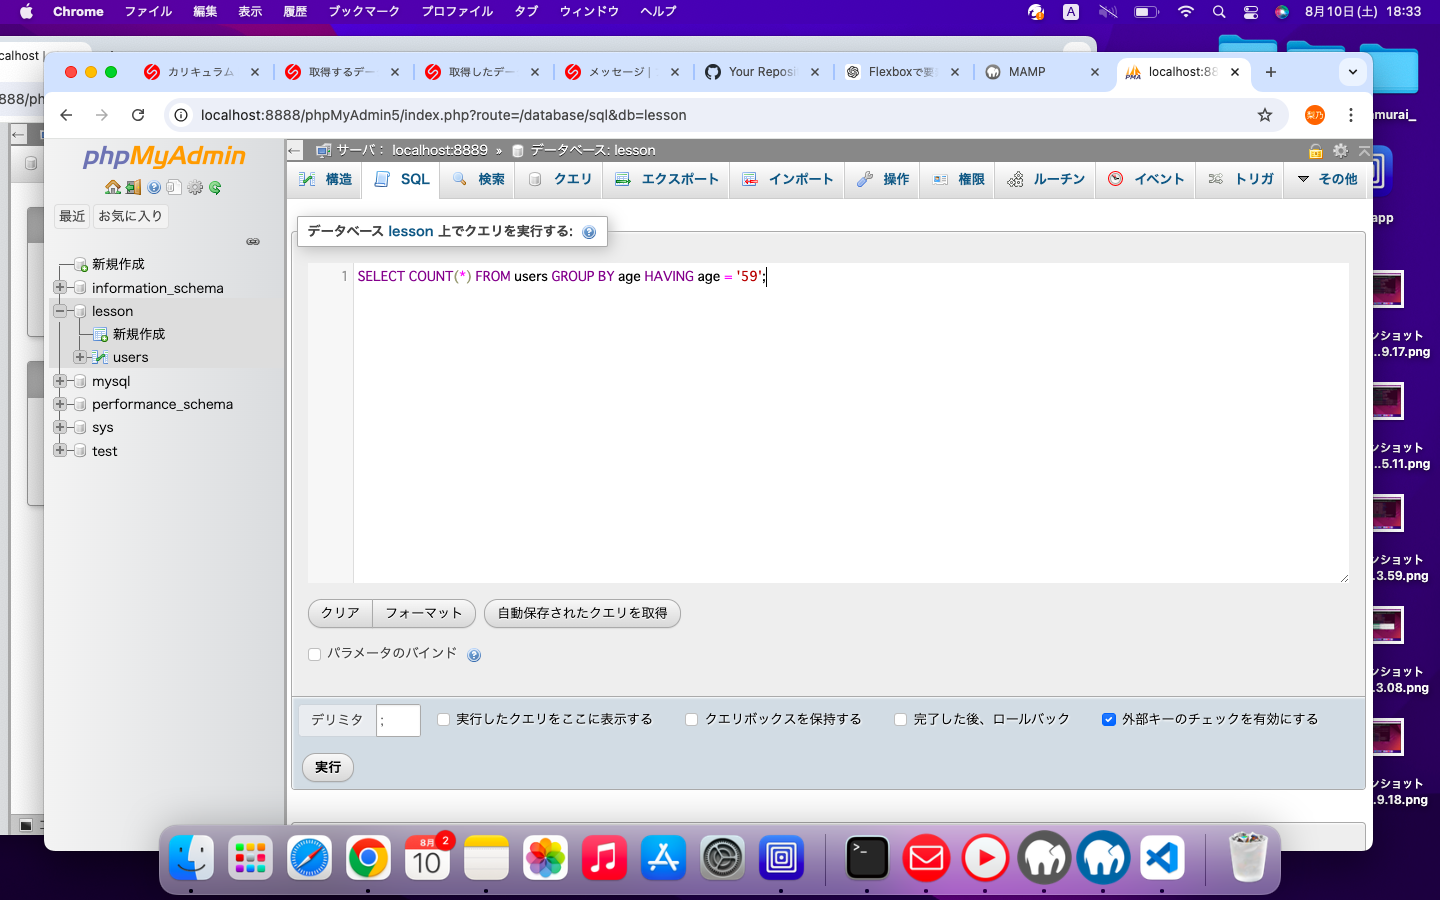 Chrome ファイル 編集 表示 履歴 ブックマーク プロファイル タブ ウィンドウ ヘルプ
A
8月10日(土) 18:33
calhost
カリキュラム
取得するデー
取得したデー
メッセージ |
Your Reposi
Flexboxで要
MAMP
localhost:88
888/ph
localhost:8888/phpMyAdmin5/index.php?route=/database/sql&db=lesson
梨乃
murai_
app
phpMyAdmin
サーバ: localhost:8889 » データベース: lesson
構造 SQL 検索 クエリ エクスポート インポート 操作 権限 ルーチン イベント トリガ その他
最近 お気に入り
新規作成
information_schema
lesson
新規作成
users
mysql
performance_schema
sys
test
データベース lesson 上でクエリを実行する:
1 SELECT COUNT(*) FROM users GROUP BY age HAVING age = '59';
クリア フォーマット 自動保存されたクエリを取得
パラメータのバインド
デリミタ ; 実行したクエリをここに表示する クエリボックスを保持する 完了した後、ロールバック 外部キーのチェックを有効にする
実行
ンショット
...9.17.png
ンショット
...5.11.png
ンショット
.3.59.png
ンショット
.3.08.png
ンショット
.9.18.png
8月
10
2